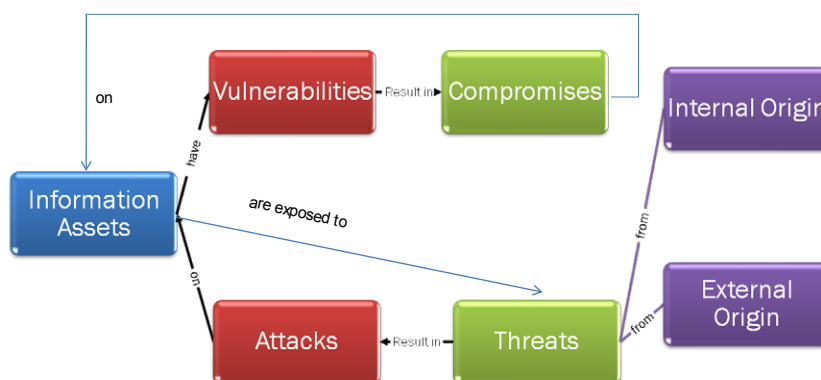 on
Vulnerabilities
Result in
Compromises
Internal Origin
have
Information
Assets
are exposed to
from
on
Attacks
Result in
Threats
from
External
Origin